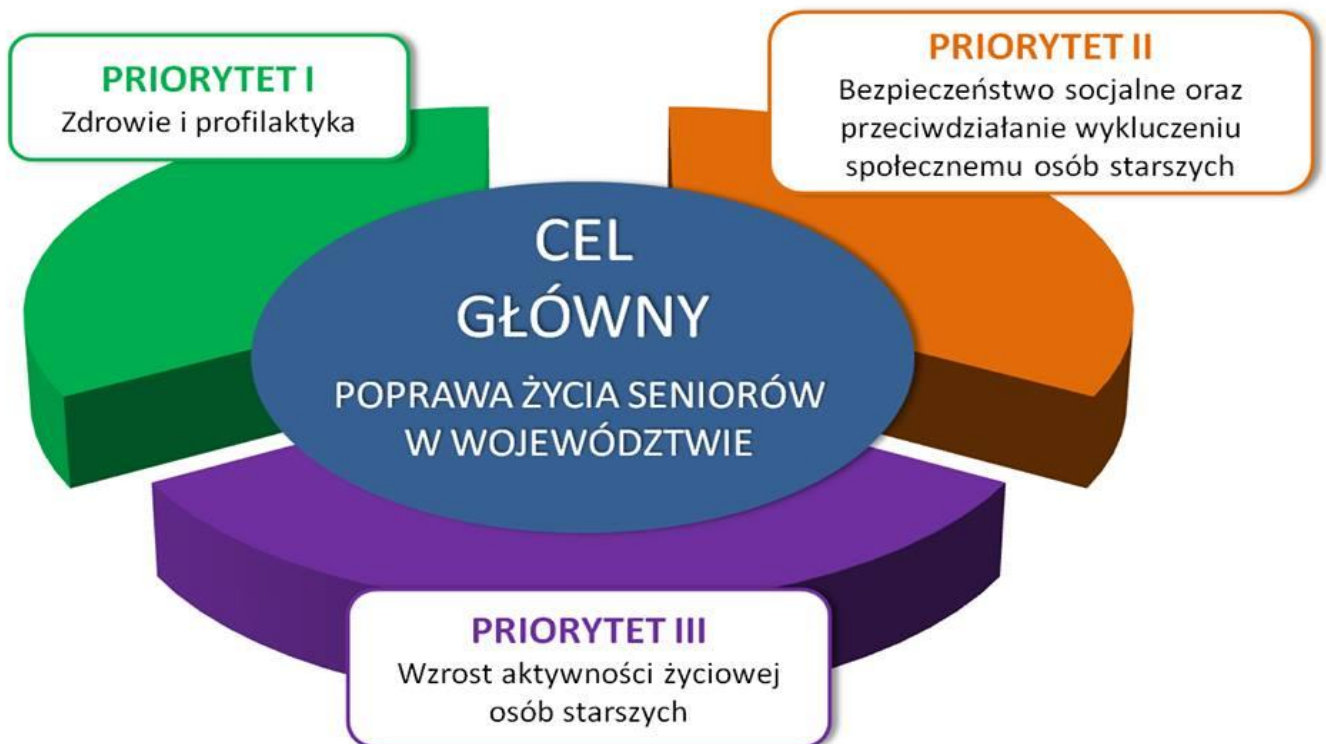 PRIORYTET I
Zdrowie i profilaktyka
PRIORYTET II
Bezpieczeństwo socjalne oraz
przeciwdziałanie wykluczeniu
społecznemu osób starszych
CEL
GŁÓWNY
POPRAWA ŻYCIA SENIORÓW
W WOJEWÓDZTWIE
PRIORYTET III
Wzrost aktywności życiowej
osób starszych